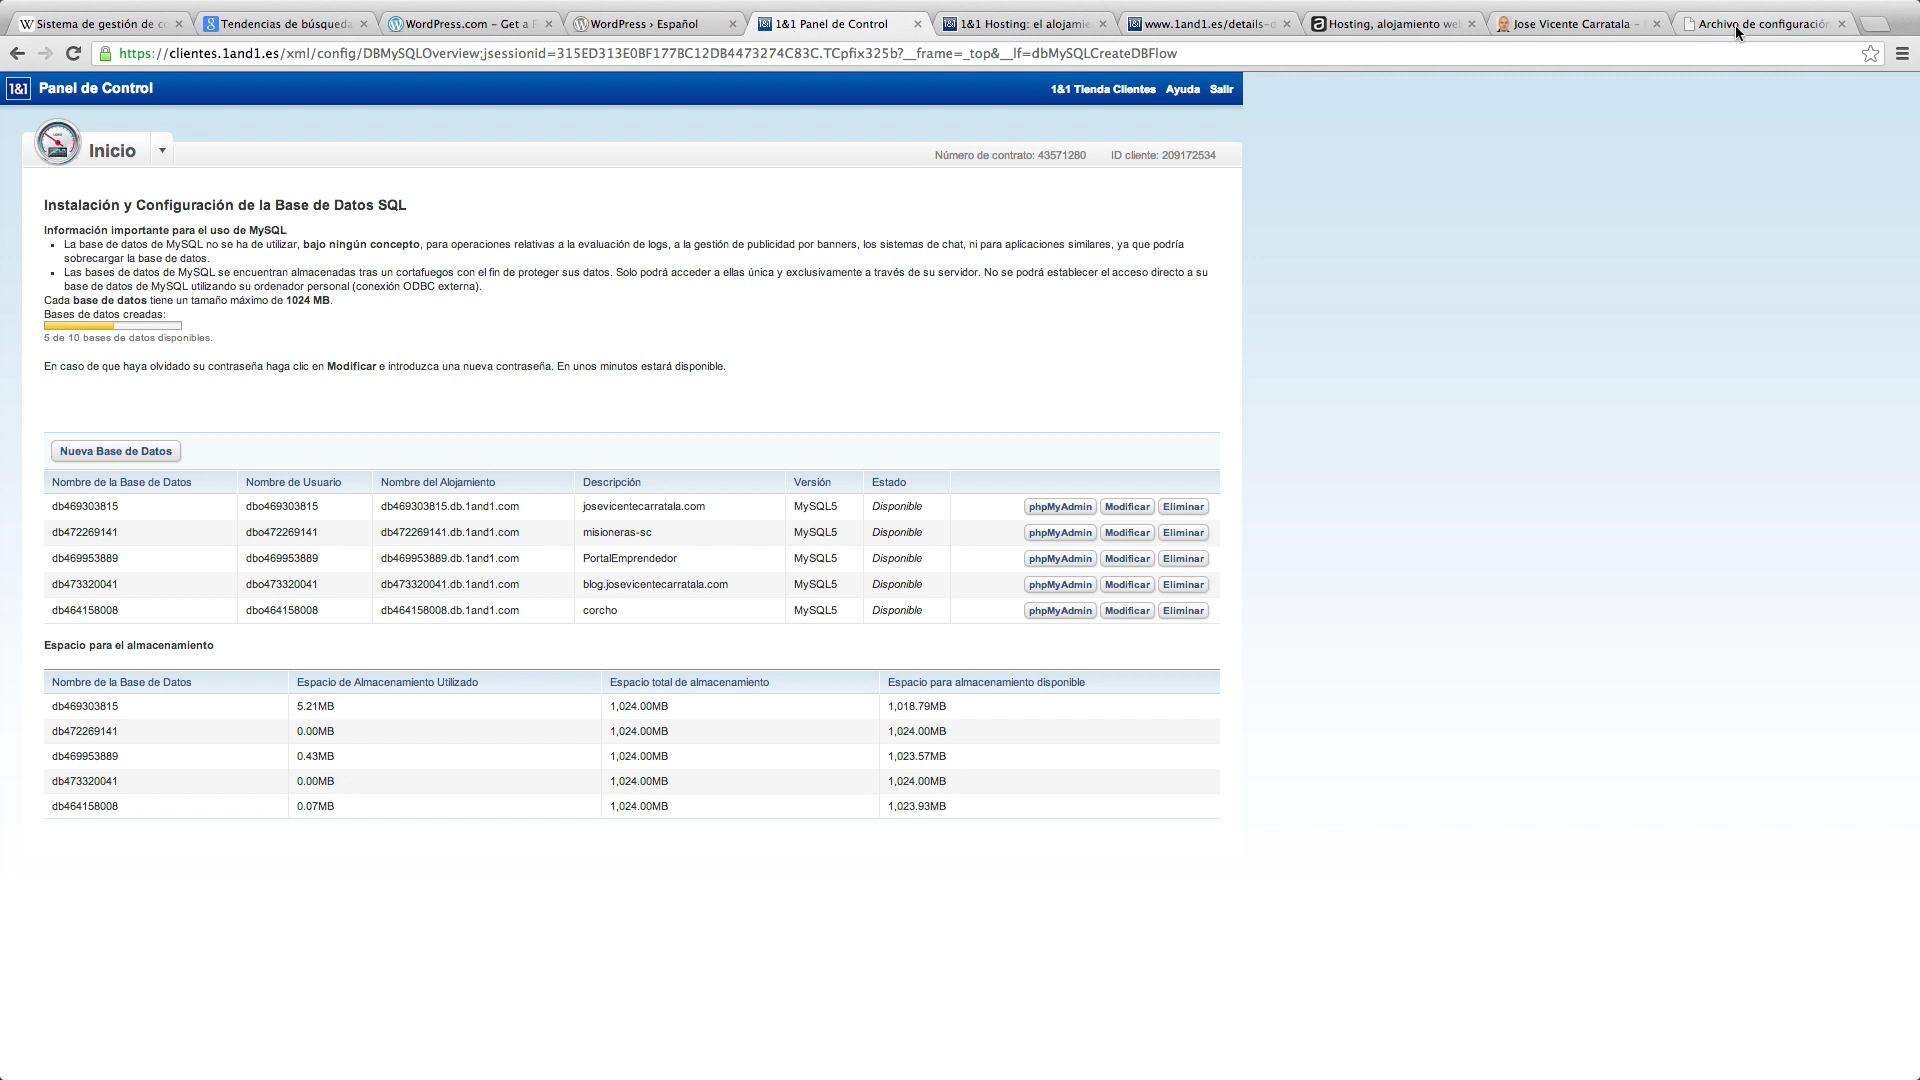 Sistema de gestión de co
Tendencias de búsqueda
WordPress.com – Get a F
WordPress › Español
1&1 Panel de Control
1&1 Hosting: el alojamie
www.1and1.es/details-d
Hosting, alojamiento we
Jose Vicente Carratala –
Archivo de configuración
https://clientes.1and1.es/xml/config/DBMySQLOverview;jsessionid=315ED313E0BF177BC12DB4473274C83C.TCpfix325b?__frame=_top&__lf=dbMySQLCreateDBFlow
1&1 Panel de Control
1&1 Tienda Clientes Ayuda Salir
Inicio
Número de contrato: 43571280 ID cliente: 209172534
Instalación y Configuración de la Base de Datos SQL
Información importante para el uso de MySQL
La base de datos de MySQL no se ha de utilizar, bajo ningún concepto, para operaciones relativas a la evaluación de logs, a la gestión de publicidad por banners, los sistemas de chat, ni para aplicaciones similares, ya que podría
sobrecargar la base de datos.
Las bases de datos de MySQL se encuentran almacenadas tras un cortafuegos con el fin de proteger sus datos. Solo podrá acceder a ellas única y exclusivamente a través de su servidor. No se podrá establecer el acceso directo a su
base de datos de MySQL utilizando su ordenador personal (conexión ODBC externa).
Cada base de datos tiene un tamaño máximo de 1024 MB.
Bases de datos creadas:
5 de 10 bases de datos disponibles.
En caso de que haya olvidado su contraseña haga clic en Modificar e introduzca una nueva contraseña. En unos minutos estará disponible.
Nueva Base de Datos
Nombre de la Base de Datos Nombre de Usuario Nombre del Alojamiento Descripción Versión Estado
db469303815 dbo469303815 db469303815.db.1and1.com josevicentecarratala.com MySQL5 Disponible phpMyAdmin Modificar Eliminar
db472269141 dbo472269141 db472269141.db.1and1.com misioneras-sc MySQL5 Disponible phpMyAdmin Modificar Eliminar
db469953889 dbo469953889 db469953889.db.1and1.com PortalEmprendedor MySQL5 Disponible phpMyAdmin Modificar Eliminar
db473320041 dbo473320041 db473320041.db.1and1.com blog.josevicentecarratala.com MySQL5 Disponible phpMyAdmin Modificar Eliminar
db464158008 dbo464158008 db464158008.db.1and1.com corcho MySQL5 Disponible phpMyAdmin Modificar Eliminar
Espacio para el almacenamiento
Nombre de la Base de Datos Espacio de Almacenamiento Utilizado Espacio total de almacenamiento Espacio para almacenamiento disponible
db469303815 5.21MB 1,024.00MB 1,018.79MB
db472269141 0.00MB 1,024.00MB 1,024.00MB
db469953889 0.43MB 1,024.00MB 1,023.57MB
db473320041 0.00MB 1,024.00MB 1,024.00MB
db464158008 0.07MB 1,024.00MB 1,023.93MB